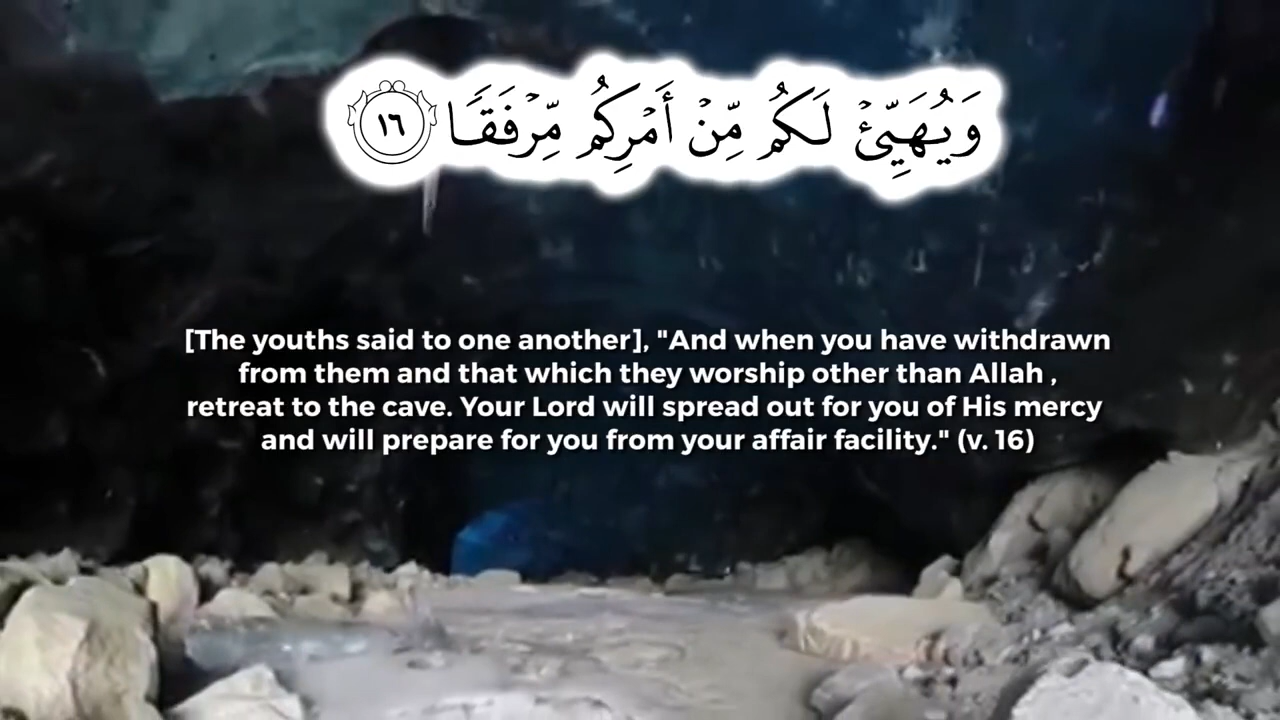 وَيُهَيِّئۡ لَكُم مِّنۡ أَمۡرِكُم مِّرۡفَقٗا ١٦
[The youths said to one another], "And when you have withdrawn
from them and that which they worship other than Allah ,
retreat to the cave. Your Lord will spread out for you of His mercy
and will prepare for you from your affair facility." (v. 16)